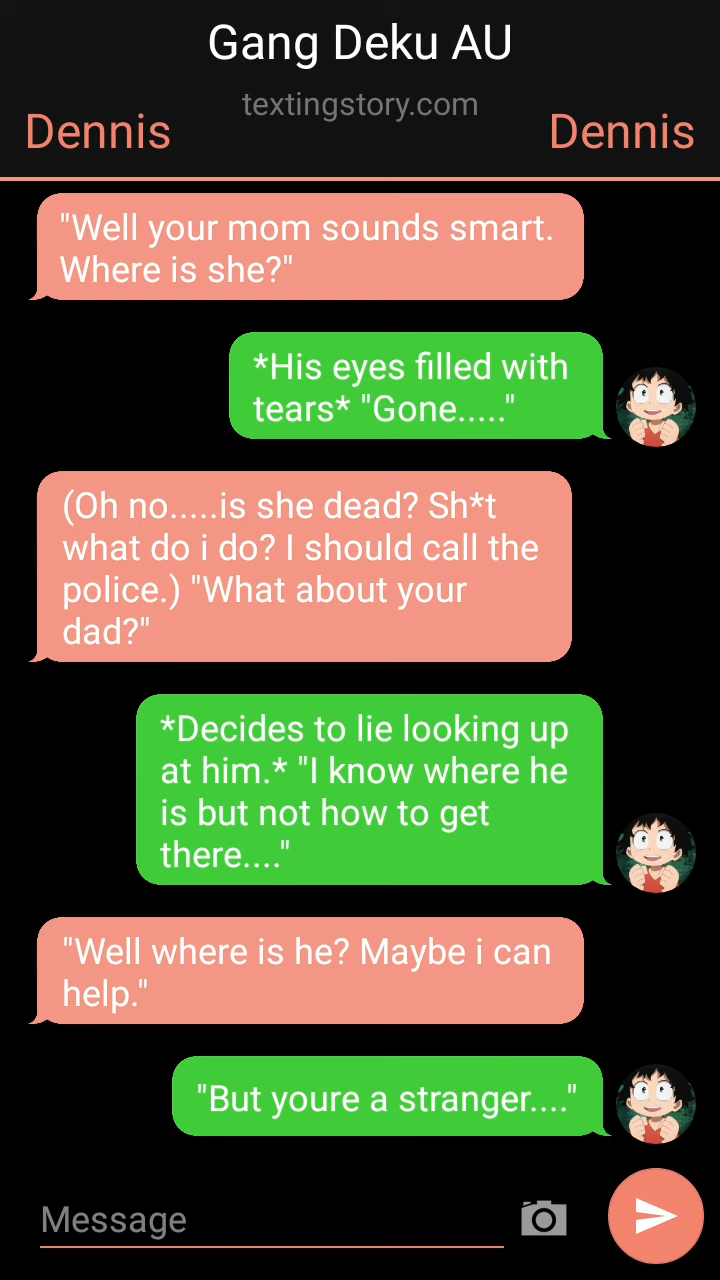 Gang Deku AU
textingstory.com
Dennis
Dennis
"Well your mom sounds smart.
Where is she?"
*His eyes filled with
tears* "Gone....."
(Oh no.....is she dead? Sh*t
what do i do? I should call the
police.) "What about your
dad?"
*Decides to lie looking up
at him.* "I know where he
is but not how to get
there...."
"Well where is he? Maybe i can
help."
"But youre a stranger...."
Message